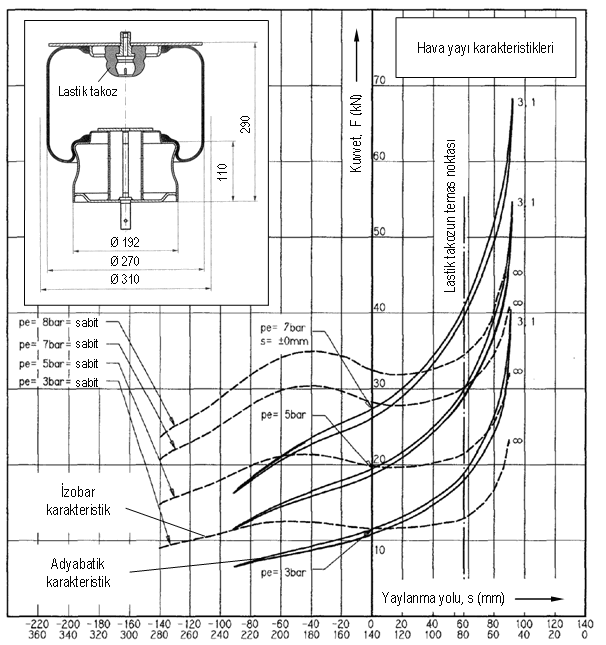 Hava yayı karakteristikleri
Kuvvet, F (kN)
70
60
50
40
30
20
10
Lastik takoz
290
110
Ø 192
Ø 270
Ø 310
Lastik takozun temas noktası
3, 1
3, 1
∞
∞
3, 1
∞
∞
pe= 8bar= sabit
pe= 7bar= sabit
pe= 5bar= sabit
pe= 3bar= sabit
pe= 7bar
s= ±0mm
pe= 5bar
pe= 3bar
İzobar
karakteristik
Adyabatik
karakteristik
Yaylanma yolu, s (mm)
-220 -200 -180 -160 -140 -120 -100 -80 -60 -40 -20 0 20 40 60 80 100 120 140
360 340 320 300 280 260 240 220 200 180 160 140 120 100 80 60 40 20 0